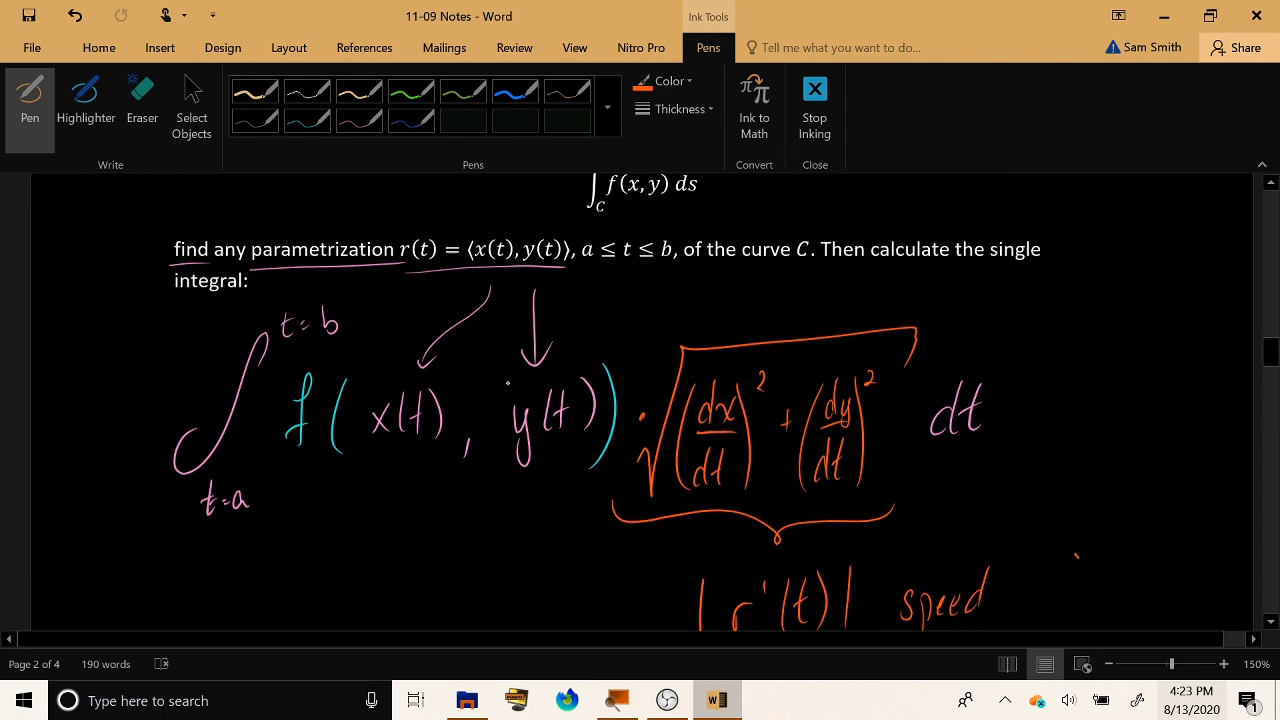 11-09 Notes - Word
Ink Tools
File Home Insert Design Layout References Mailings Review View Nitro Pro Pens Tell me what you want to do... Sam Smith Share
Pen Highlighter Eraser Select Objects
Color
Thickness
Ink to Math
Stop Inking
Write Pens Convert Close
∫_C f(x, y) ds
find any parametrization r(t) = ⟨x(t), y(t)⟩, a ≤ t ≤ b, of the curve C. Then calculate the single
integral:
∫_{t=a}^{t=b} f(x(t), y(t)) · √((dx/dt)² + (dy/dt)²) dt
|r'(t)| speed
Page 2 of 4 190 words 150%
Type here to search
4:23 PM
8/13/2020
1